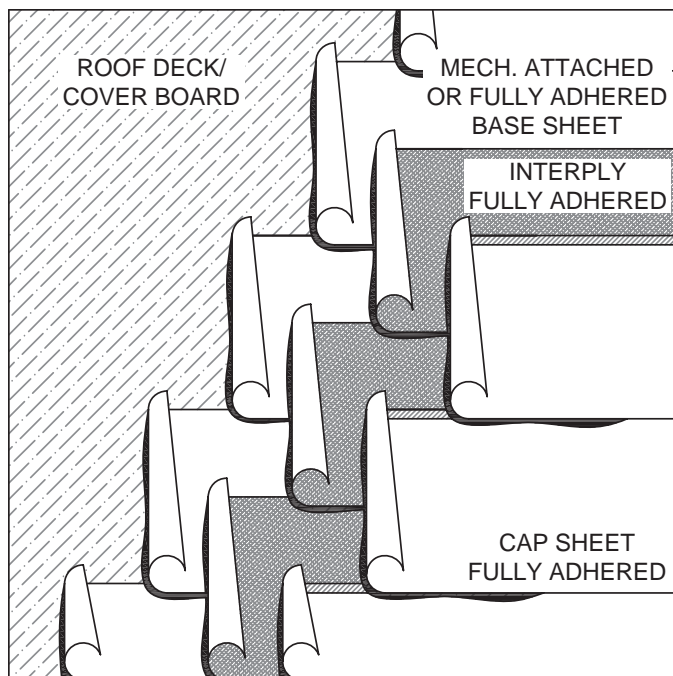 ROOF DECK/
COVER BOARD
MECH. ATTACHED
OR FULLY ADHERED
BASE SHEET
INTERPLY
FULLY ADHERED
CAP SHEET
FULLY ADHERED